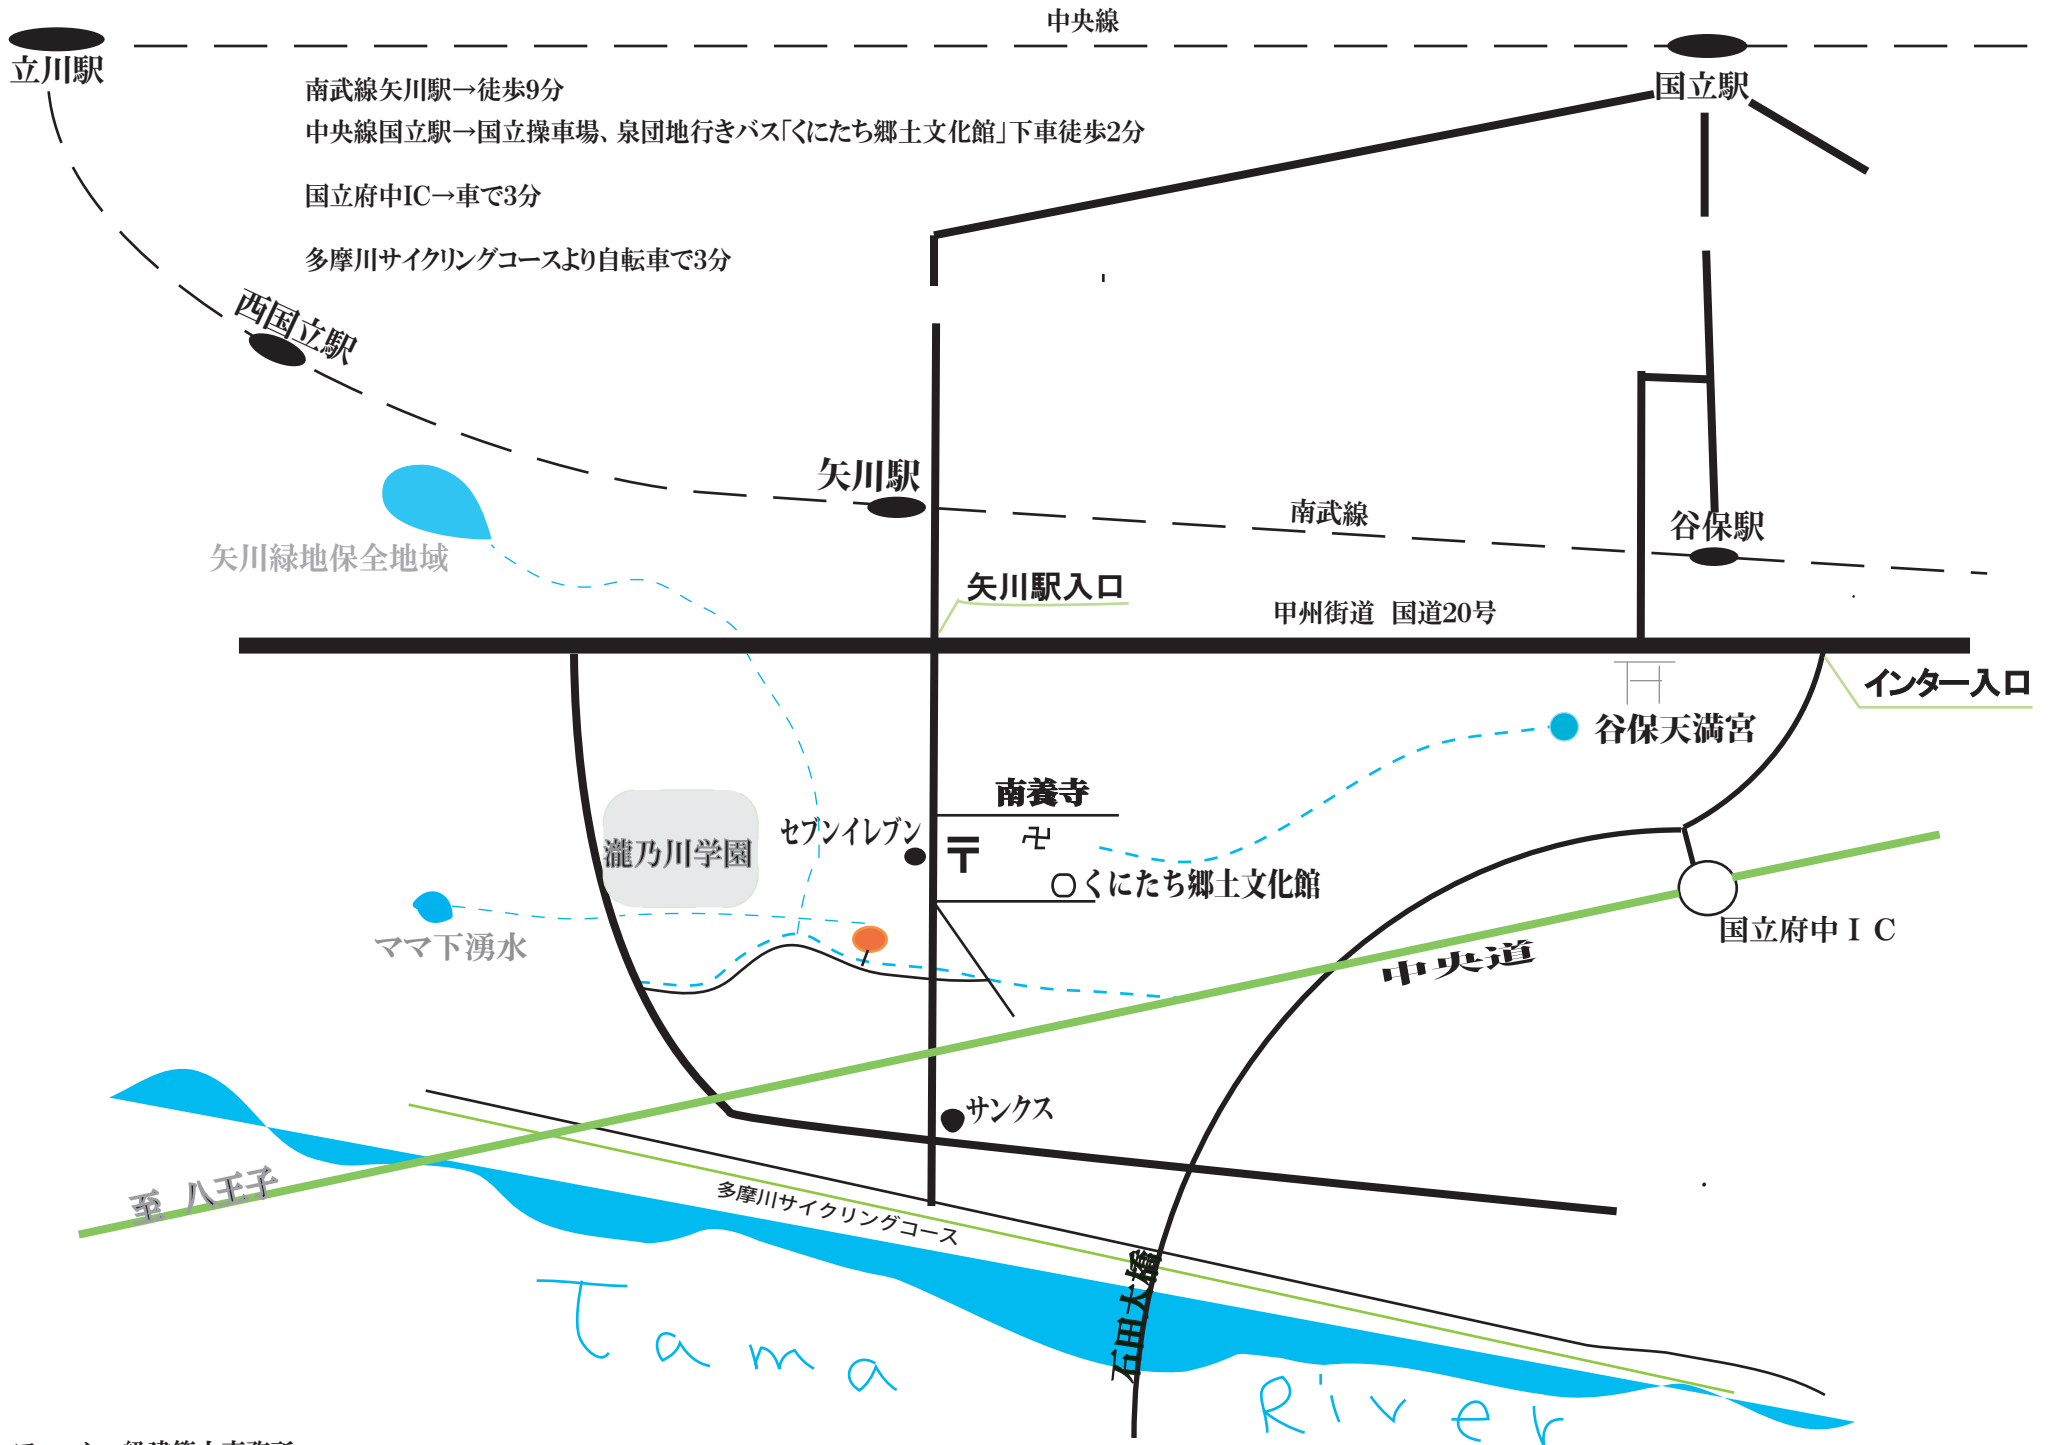 中央線
立川駅
国立駅
南武線矢川駅→徒歩9分
中央線国立駅→国立操車場、泉団地行きバス「くにたち郷土文化館」下車徒歩2分
国立府中IC→車で3分
多摩川サイクリングコースより自転車で3分
西国立駅
矢川駅
南武線
谷保駅
矢川緑地保全地域
矢川駅入口
甲州街道 国道20号
インター入口
谷保天満宮
南養寺
セブンイレブン
〒
卍
瀧乃川学園
くにたち郷土文化館
ママ下湧水
国立府中ＩＣ
中央道
サンクス
至 八王子
多摩川サイクリングコース
石田大橋
Tama
River